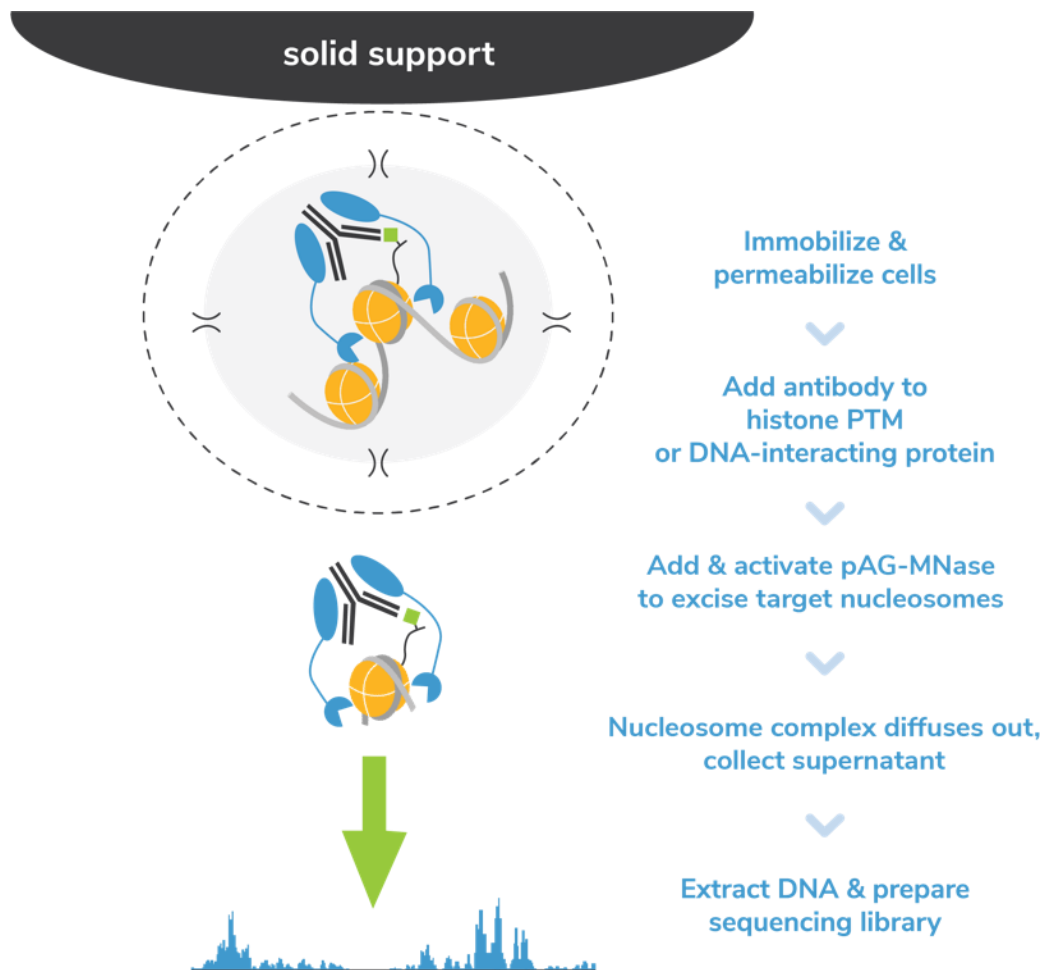 solid support
Immobilize &
permeabilize cells
Add antibody to
histone PTM
or DNA-interacting protein
Add & activate pAG-MNase
to excise target nucleosomes
Nucleosome complex diffuses out,
collect supernatant
Extract DNA & prepare
sequencing library